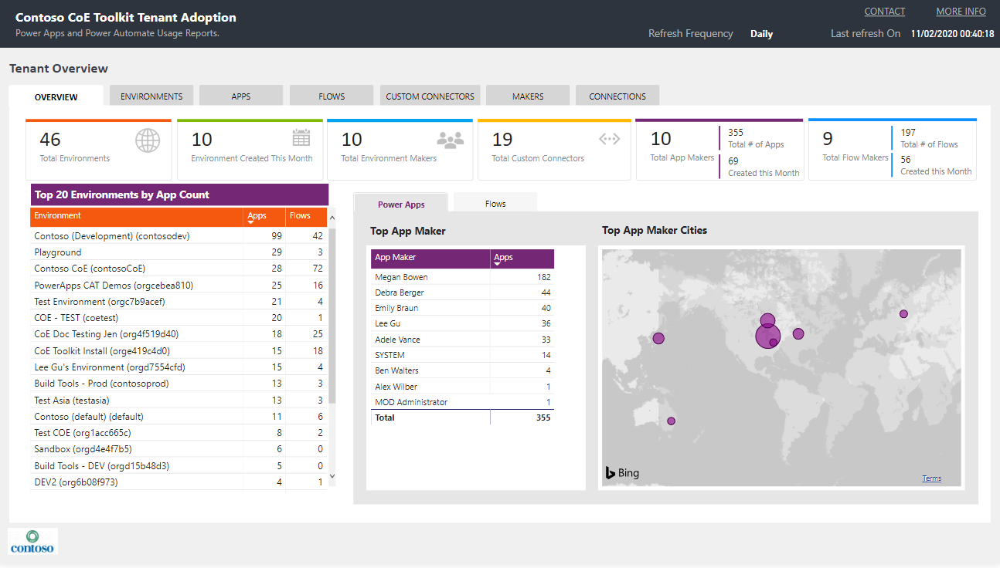 Contoso CoE Toolkit Tenant Adoption
Power Apps and Power Automate Usage Reports.
CONTACT MORE INFO
Refresh Frequency Daily Last refresh On 11/02/2020 00:40:18
Tenant Overview
OVERVIEW ENVIRONMENTS APPS FLOWS CUSTOM CONNECTORS MAKERS CONNECTIONS
46
Total Environments
10
Environment Created This Month
10
Total Environment Makers
19
Total Custom Connectors
10
Total App Makers
355
Total # of Apps
69
Created this Month
9
Total Flow Makers
197
Total # of Flows
56
Created this Month
Top 20 Environments by App Count
Environment Apps Flows
Contoso (Development) (contosodev) 99 42
Playground 29 3
Contoso CoE (contosoCoE) 28 72
PowerApps CAT Demos (orgcebea810) 25 16
Test Environment (orgc7b9acef) 21 4
COE - TEST (coetest) 20 1
CoE Doc Testing Jen (org4f519d40) 18 25
CoE Toolkit Install (orge419c4d0) 15 18
Lee Gu's Environment (orgd7554cfd) 15 4
Build Tools - Prod (contosoprod) 13 3
Test Asia (testasia) 13 3
Contoso (default) (default) 11 6
Test COE (org1acc665c) 8 2
Sandbox (orgd4e4f7b5) 6 0
Build Tools - DEV (orgd15b48d3) 5 0
DEV2 (org6b08f973) 4 1
Power Apps Flows
Top App Maker
App Maker Apps
Megan Bowen 182
Debra Berger 44
Emily Braun 40
Lee Gu 36
Adele Vance 33
SYSTEM 14
Ben Walters 4
Alex Wilber 1
MOD Administrator 1
Total 355
Top App Maker Cities
Bing
Terms
contoso